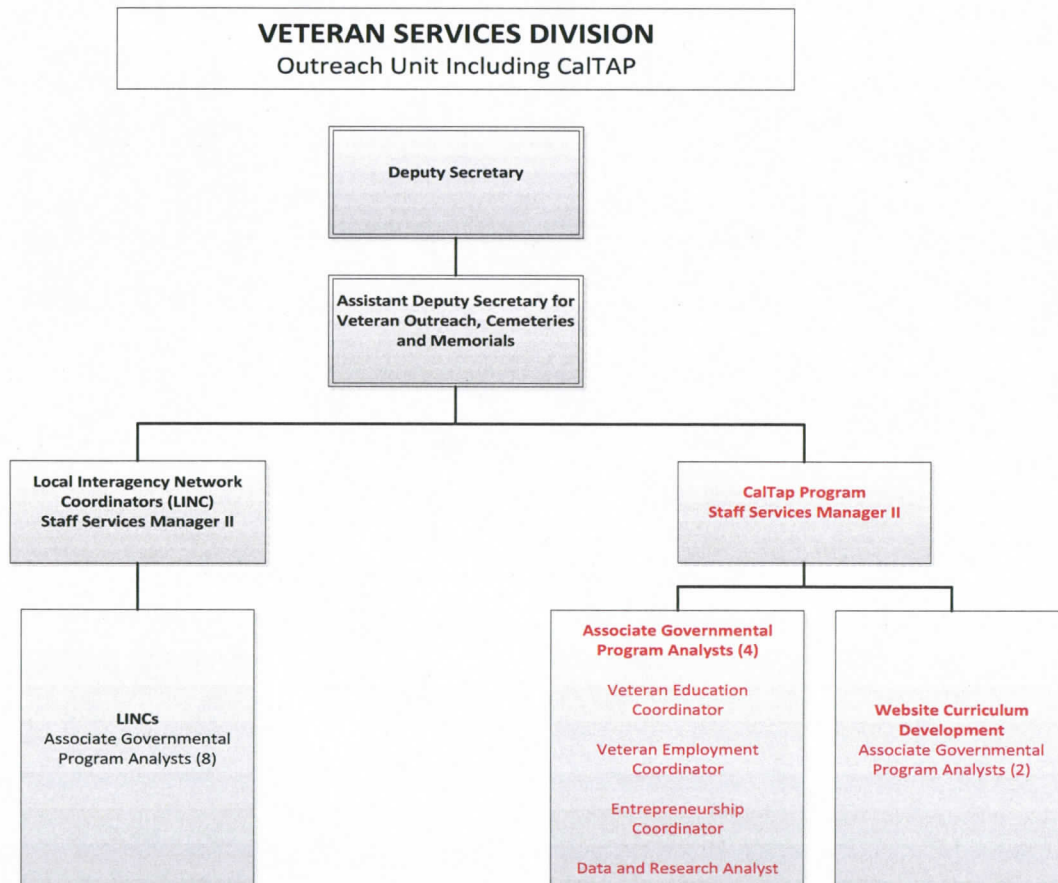 VETERAN SERVICES DIVISION
Outreach Unit Including CalTAP
Deputy Secretary
Assistant Deputy Secretary for
Veteran Outreach, Cemeteries
and Memorials
Local Interagency Network
Coordinators (LINC)
Staff Services Manager II
CalTap Program
Staff Services Manager II
LINCs
Associate Governmental
Program Analysts (8)
Associate Governmental
Program Analysts (4)
Veteran Education
Coordinator
Veteran Employment
Coordinator
Entrepreneurship
Coordinator
Data and Research Analyst
Website Curriculum
Development
Associate Governmental
Program Analysts (2)